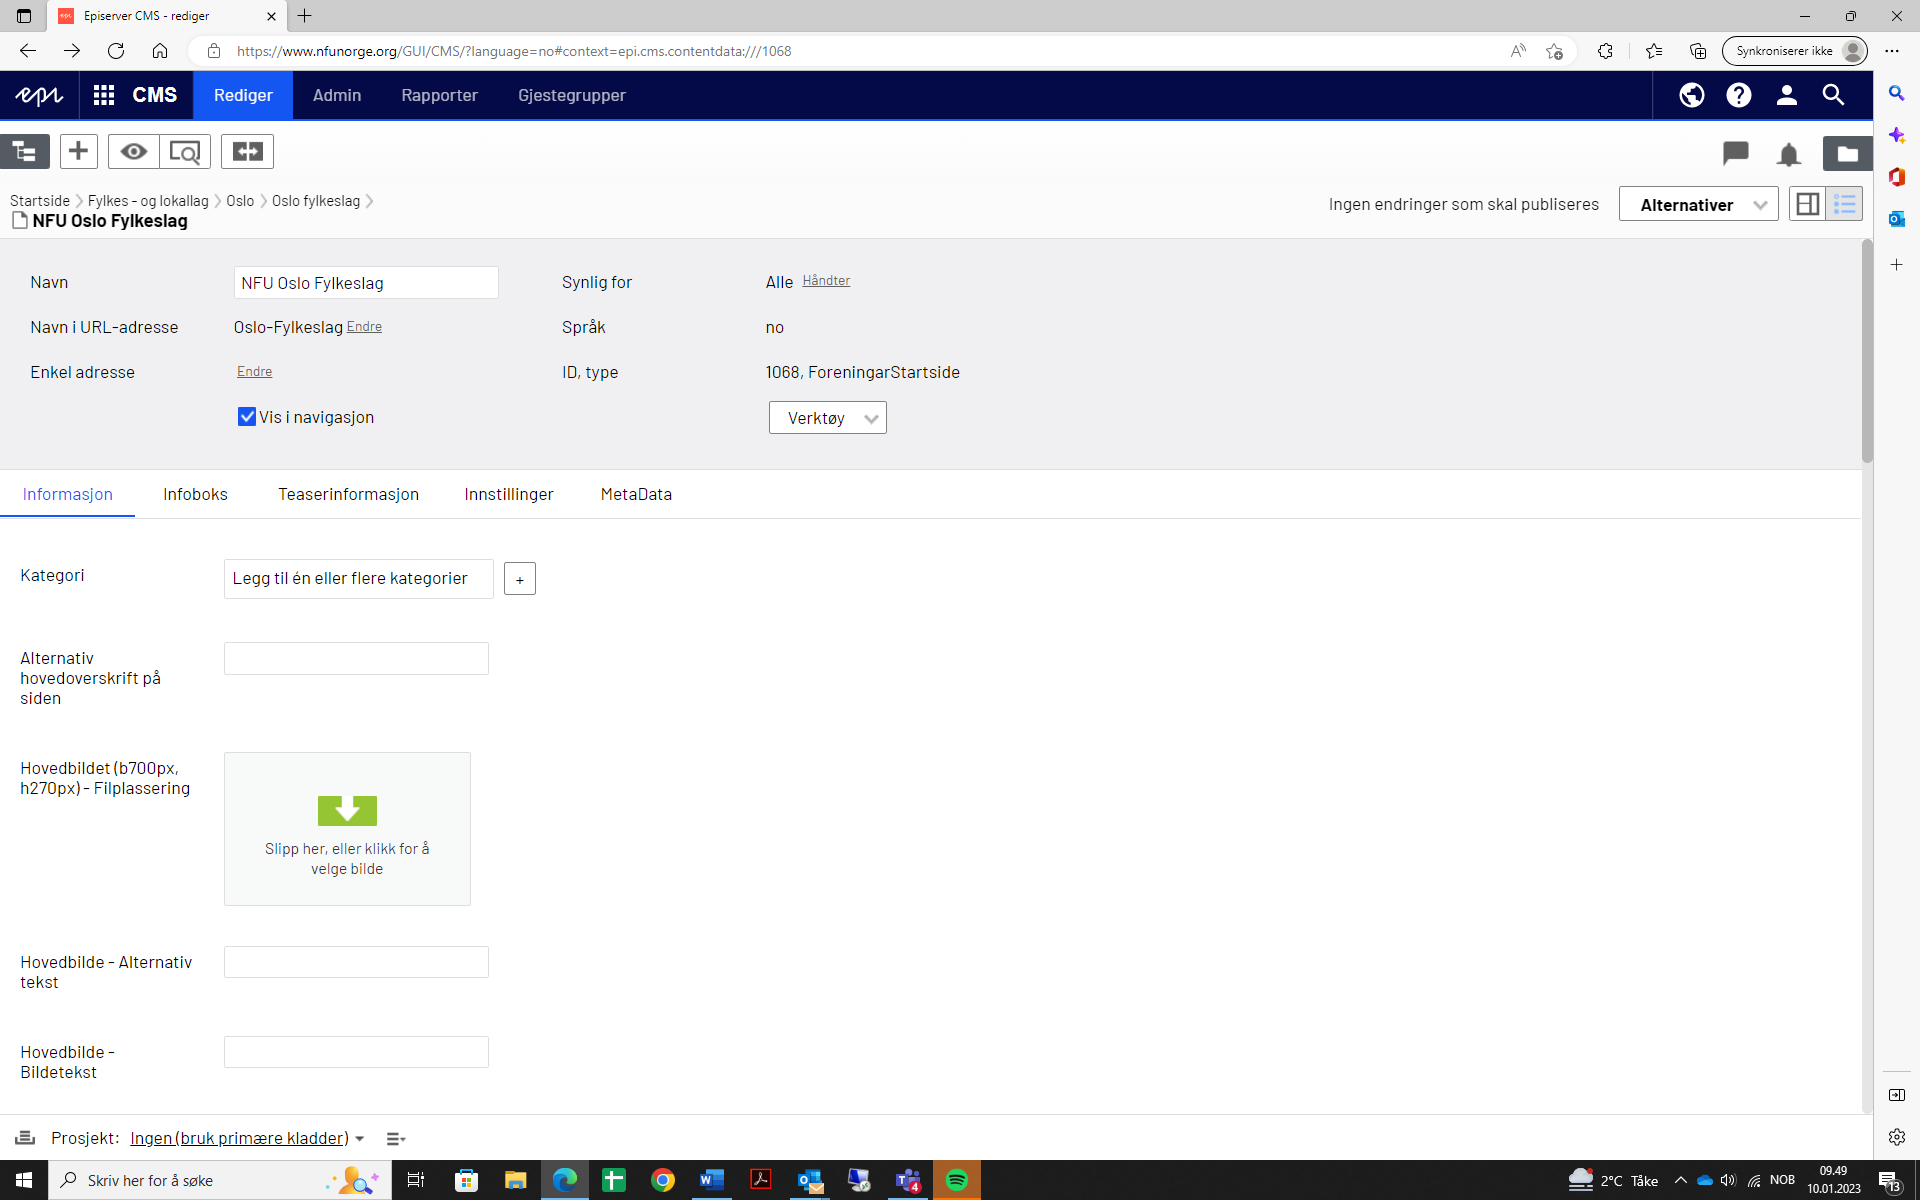 Episerver CMS - rediger
https://www.nfunorge.org/GUI/CMS/?language=no#context=epi.cms.contentdata:///1068
Synkroniserer ikke
epi
CMS
Rediger
Admin
Rapporter
Gjestegrupper
Startside
Fylkes - og lokallag
Oslo
Oslo fylkeslag
NFU Oslo Fylkeslag
Ingen endringer som skal publiseres
Alternativer
Navn
NFU Oslo Fylkeslag
Synlig for
Alle Håndter
Navn i URL-adresse
Oslo-Fylkeslag Endre
Språk
no
Enkel adresse
Endre
ID, type
1068, ForeningarStartside
Vis i navigasjon
Verktøy
Informasjon
Infoboks
Teaserinformasjon
Innstillinger
MetaData
Kategori
Legg til én eller flere kategorier
+
Alternativ
hovedoverskrift på
siden
Hovedbildet (b700px,
h270px) - Filplassering
Slipp her, eller klikk for å
velge bilde
Hovedbilde - Alternativ
tekst
Hovedbilde -
Bildetekst
Prosjekt: Ingen (bruk primære kladder)
Skriv her for å søke
4
2°C Tåke
NOB
09.49
10.01.2023
13